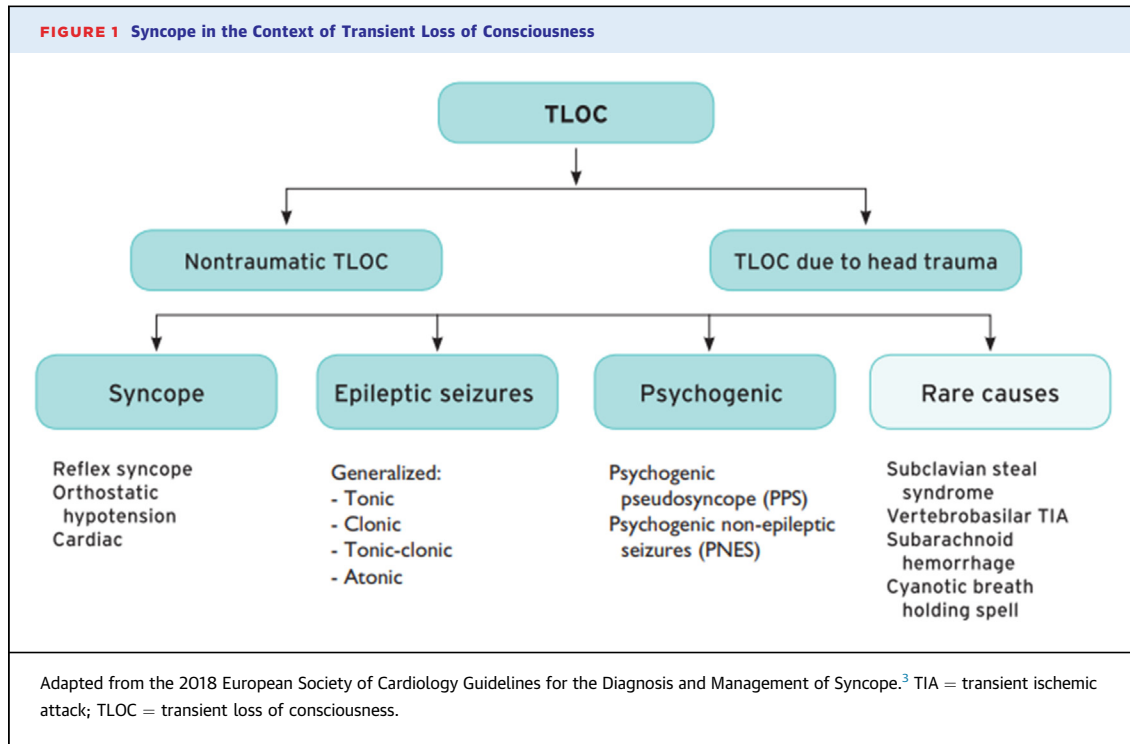 FIGURE 1 Syncope in the Context of Transient Loss of Consciousness
TLOC
Nontraumatic TLOC
TLOC due to head trauma
Syncope
Epileptic seizures
Psychogenic
Rare causes
Reflex syncope
Orthostatic
hypotension
Cardiac
Generalized:
- Tonic
- Clonic
- Tonic-clonic
- Atonic
Psychogenic
pseudosyncope (PPS)
Psychogenic non-epileptic
seizures (PNES)
Subclavian steal
syndrome
Vertebrobasilar TIA
Subarachnoid
hemorrhage
Cyanotic breath
holding spell
Adapted from the 2018 European Society of Cardiology Guidelines for the Diagnosis and Management of Syncope.3 TIA = transient ischemic
attack; TLOC = transient loss of consciousness.